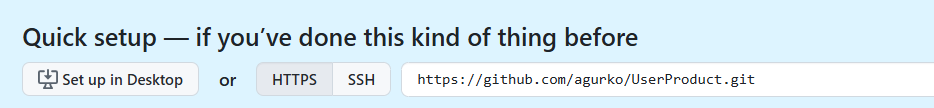 Quick setup — if you’ve done this kind of thing before
Set up in Desktop or HTTPS SSH https://github.com/agurko/UserProduct.git